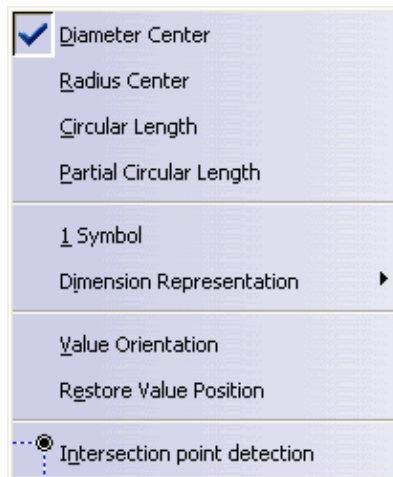 Diameter Center
Radius Center
Circular Length
Partial Circular Length
1 Symbol
Dimension Representation
Value Orientation
Restore Value Position
Intersection point detection